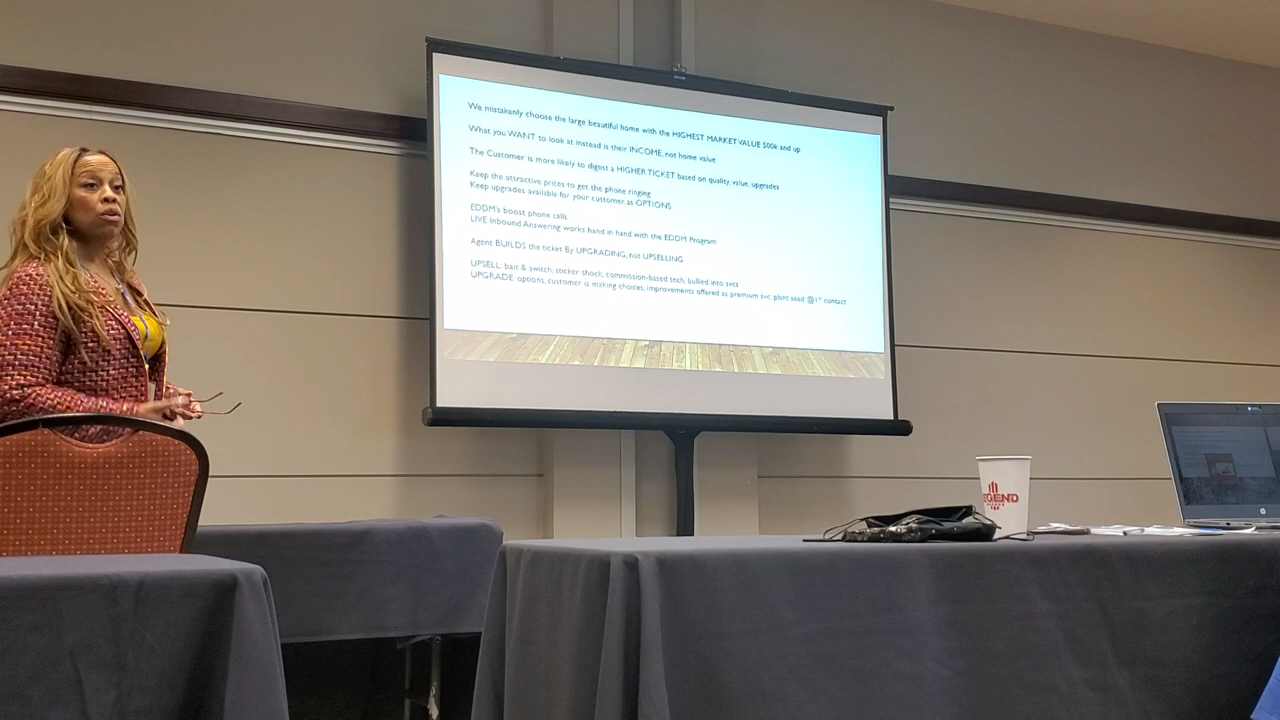 We mistakenly choose the large beautiful home with the HIGHEST MARKET VALUE 500k and up
What you WANT to look at instead is their INCOME, not home value
The Customer is more likely to digest a HIGHER TICKET based on quality, value, upgrades
Keep the attractive prices to get the phone ringing
Keep upgrades available for your customer, as OPTIONS
EDDM's boost phone calls
LIVE Inbound Answering works hand in hand with the EDDM Program
Agent BUILDS the ticket By UPGRADING, not UPSELLING
UPSELL: bait & switch, sticker shock, commission-based tech, bullied into svcs
UPGRADE: options, customer is making choices, improvements offered as premium svc, plant seed @1st contact
EGEND
hp